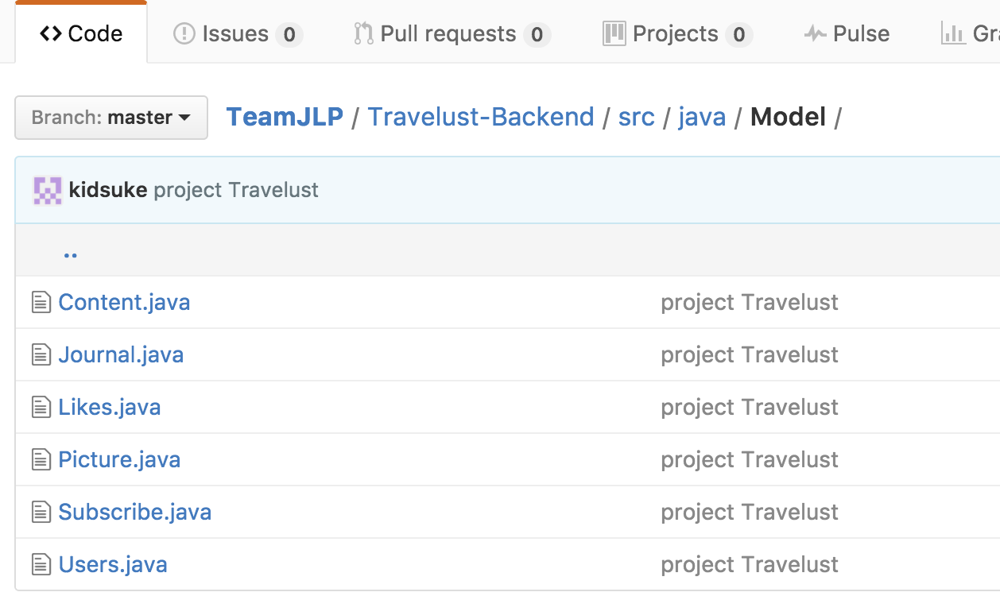 Code Issues 0 Pull requests 0 Projects 0 Pulse
Branch: master TeamJLP / Travelust-Backend / src / java / Model /
kidsuke project Travelust
..
Content.java project Travelust
Journal.java project Travelust
Likes.java project Travelust
Picture.java project Travelust
Subscribe.java project Travelust
Users.java project Travelust